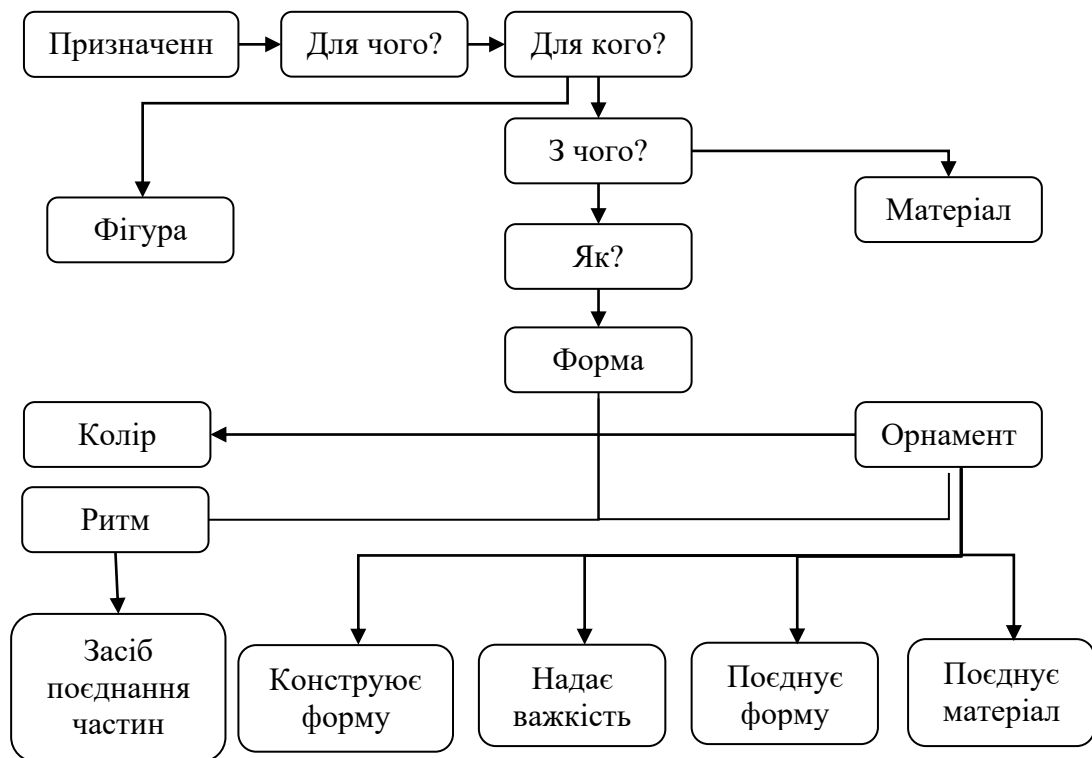 Призначенн
Для чого?
Для кого?
З чого?
Матеріал
Фігура
Як?
Форма
Колір
Орнамент
Ритм
Засіб
поєднання
частин
Конструює
форму
Надає
важкість
Поєднує
форму
Поєднує
матеріал